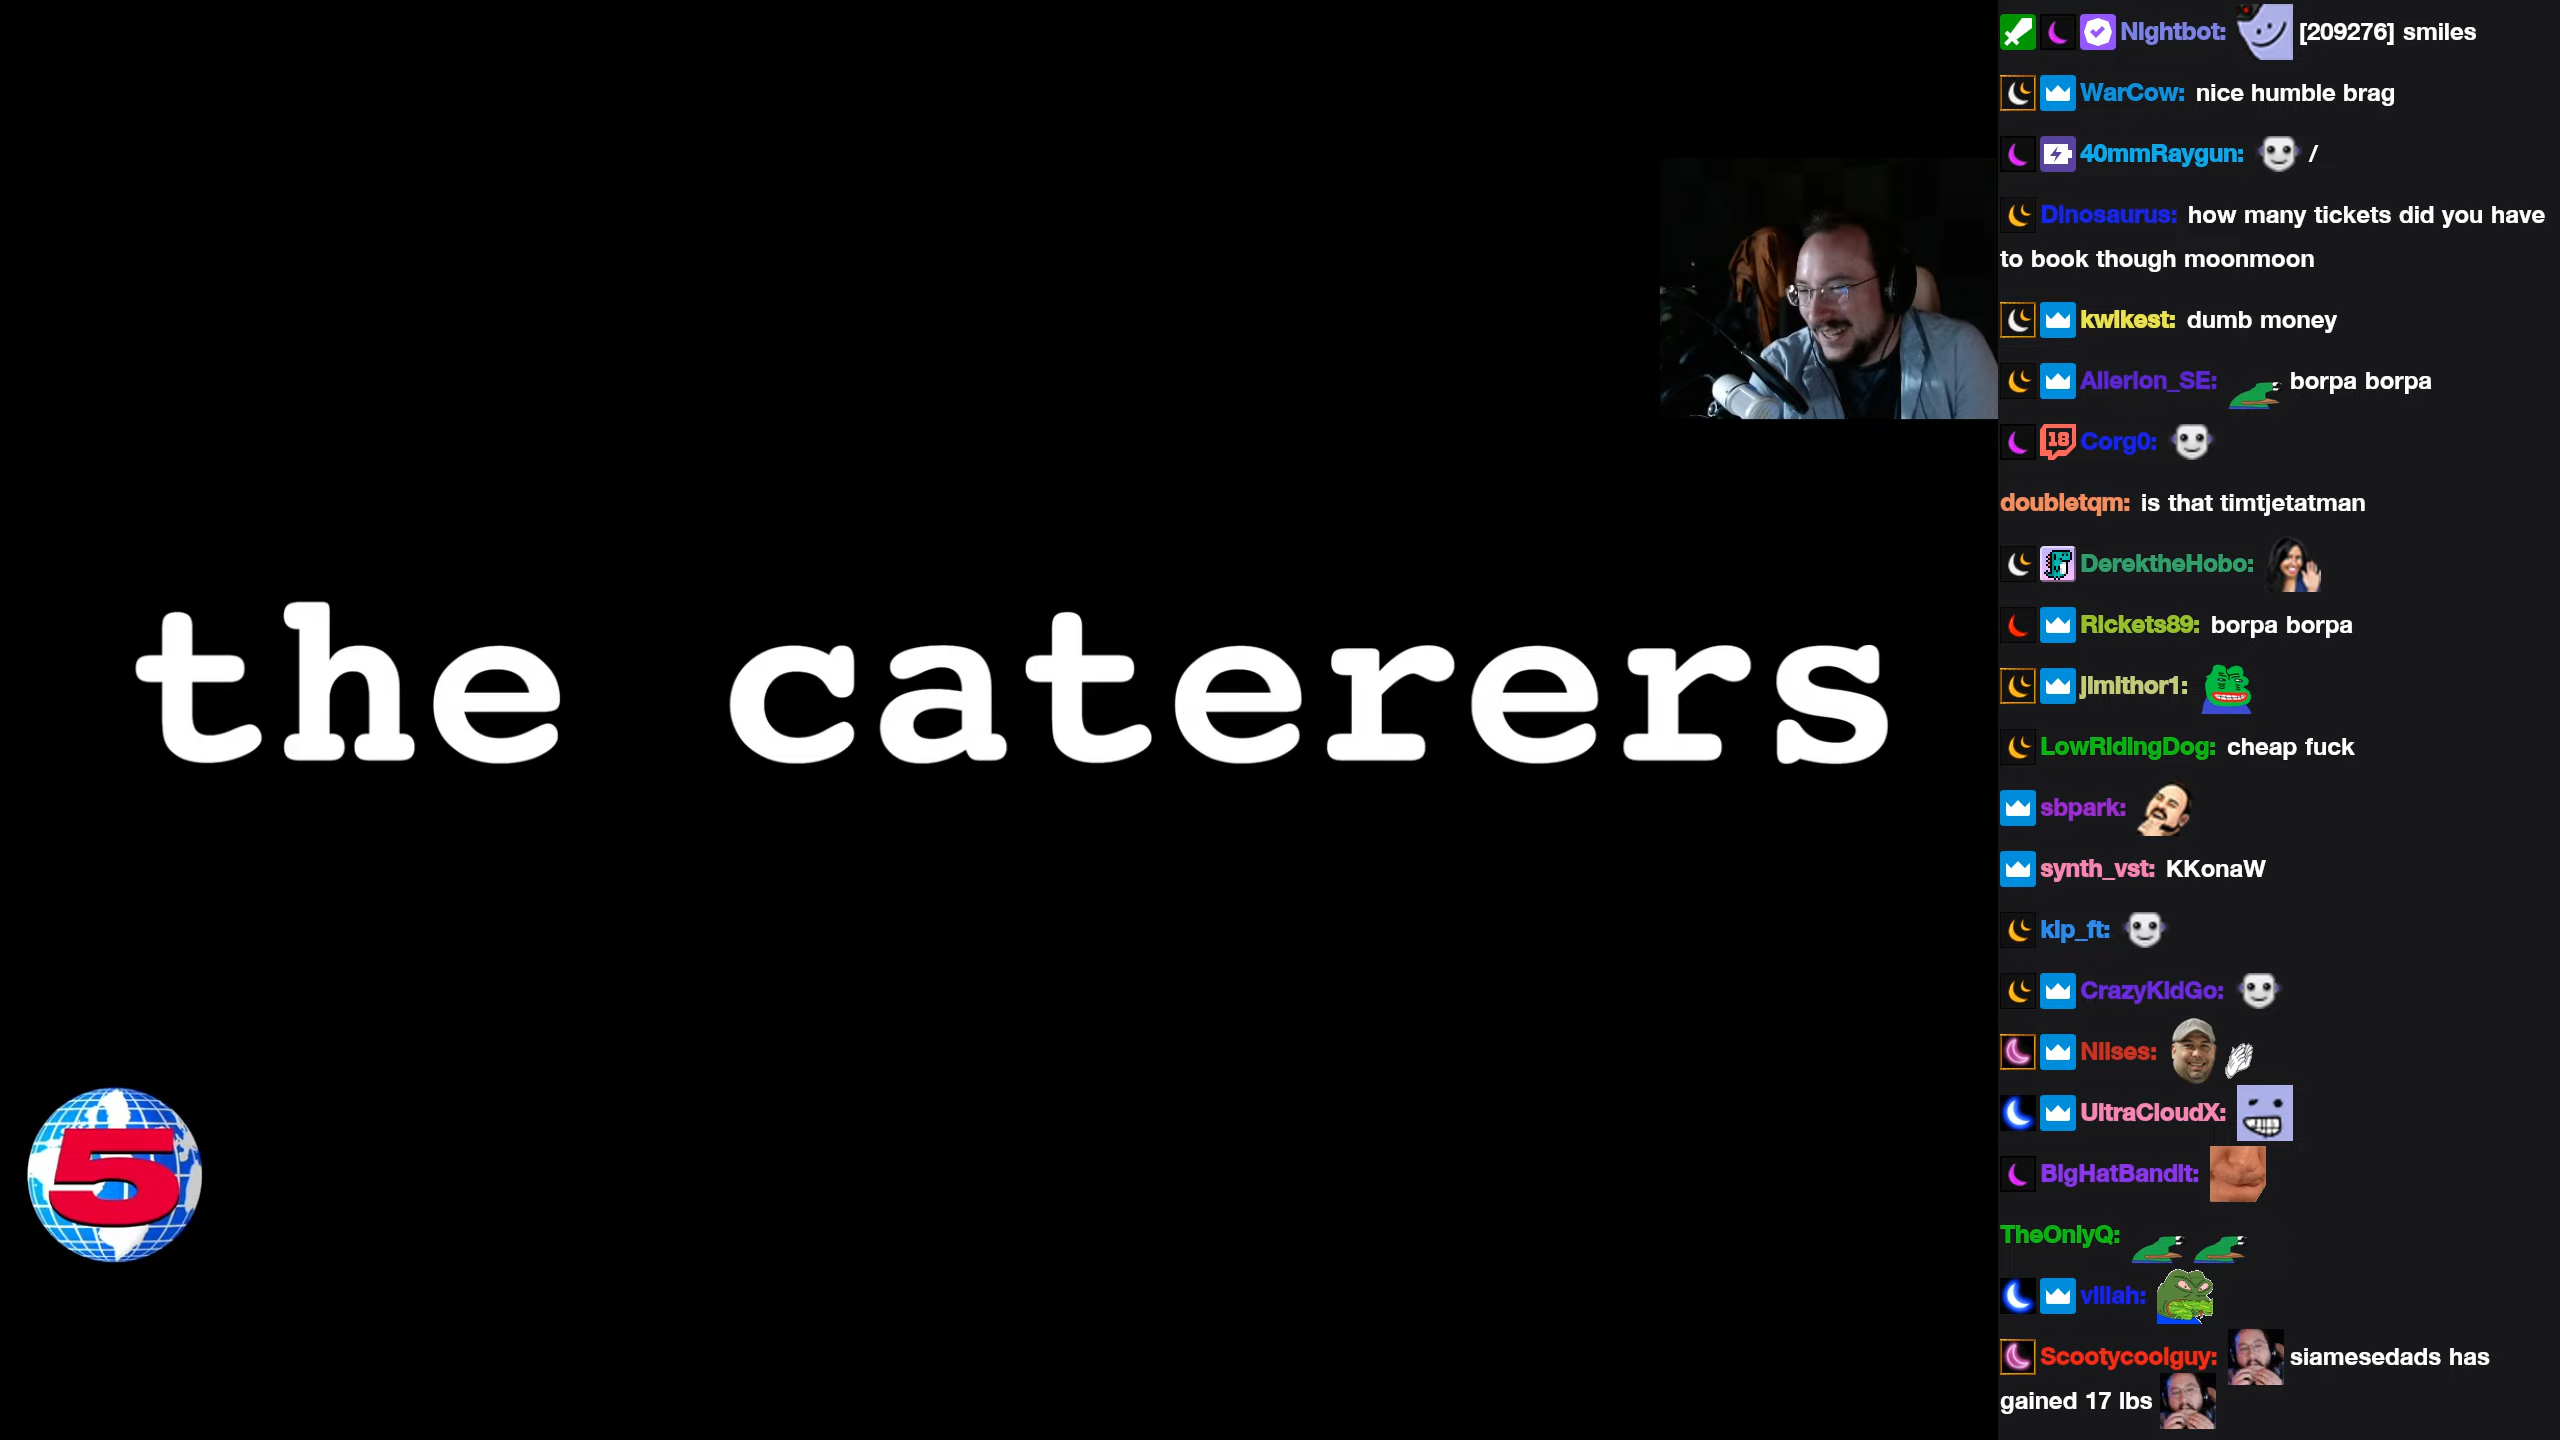 the caterers
5
Nightbot: [209276] smiles
WarCow: nice humble brag
40mmRaygun: /
Dinosaurus: how many tickets did you have
to book though moonmoon
kwikest: dumb money
Allerion_SE: borpa borpa
18 Corg0:
doubletqm: is that timtjetatman
DerektheHobo:
Rickets89: borpa borpa
jimithor1:
LowRidingDog: cheap fuck
sbpark:
synth_vst: KKonaW
kip_ft:
CrazyKidGo:
Niises:
UltraCloudX:
BigHatBandit:
TheOnlyQ:
villah:
Scootycoolguy: siamesedads has
gained 17 lbs